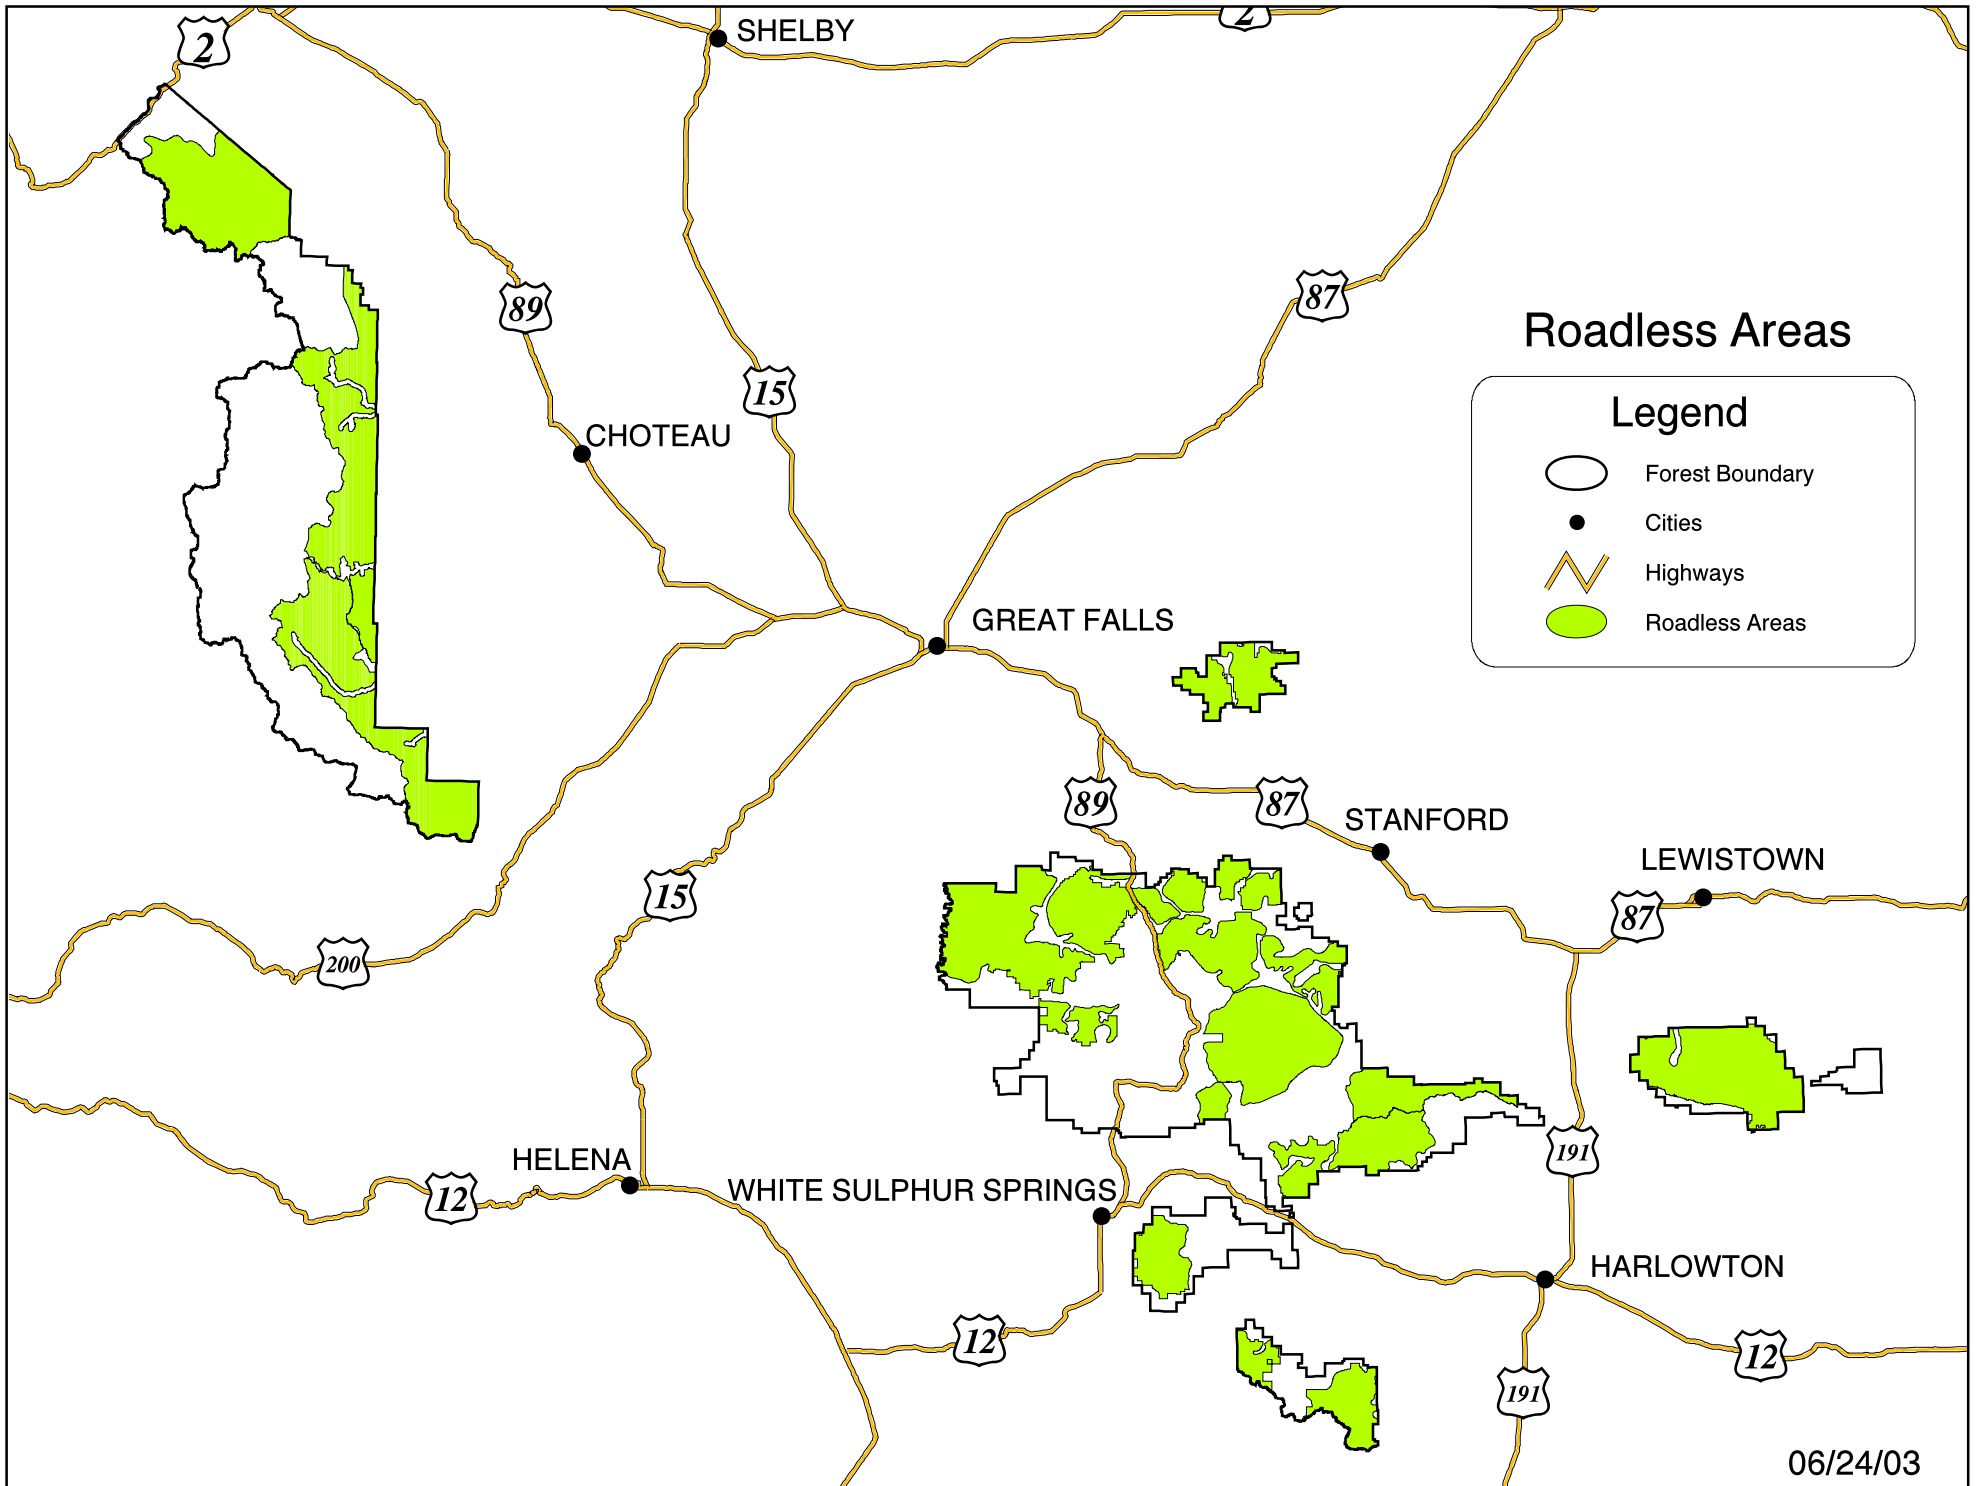 2
SHELBY
2
89
87
15
CHOTEAU
Roadless Areas
Legend
Forest Boundary
Cities
Highways
Roadless Areas
GREAT FALLS
89
87
STANFORD
LEWISTOWN
87
15
200
191
HELENA
12
WHITE SULPHUR SPRINGS
HARLOWTON
12
12
191
06/24/03